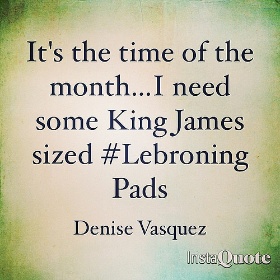 It's the time of the
month...I need
some King James
sized #Lebroning
Pads
Denise Vasquez
InstaQuote